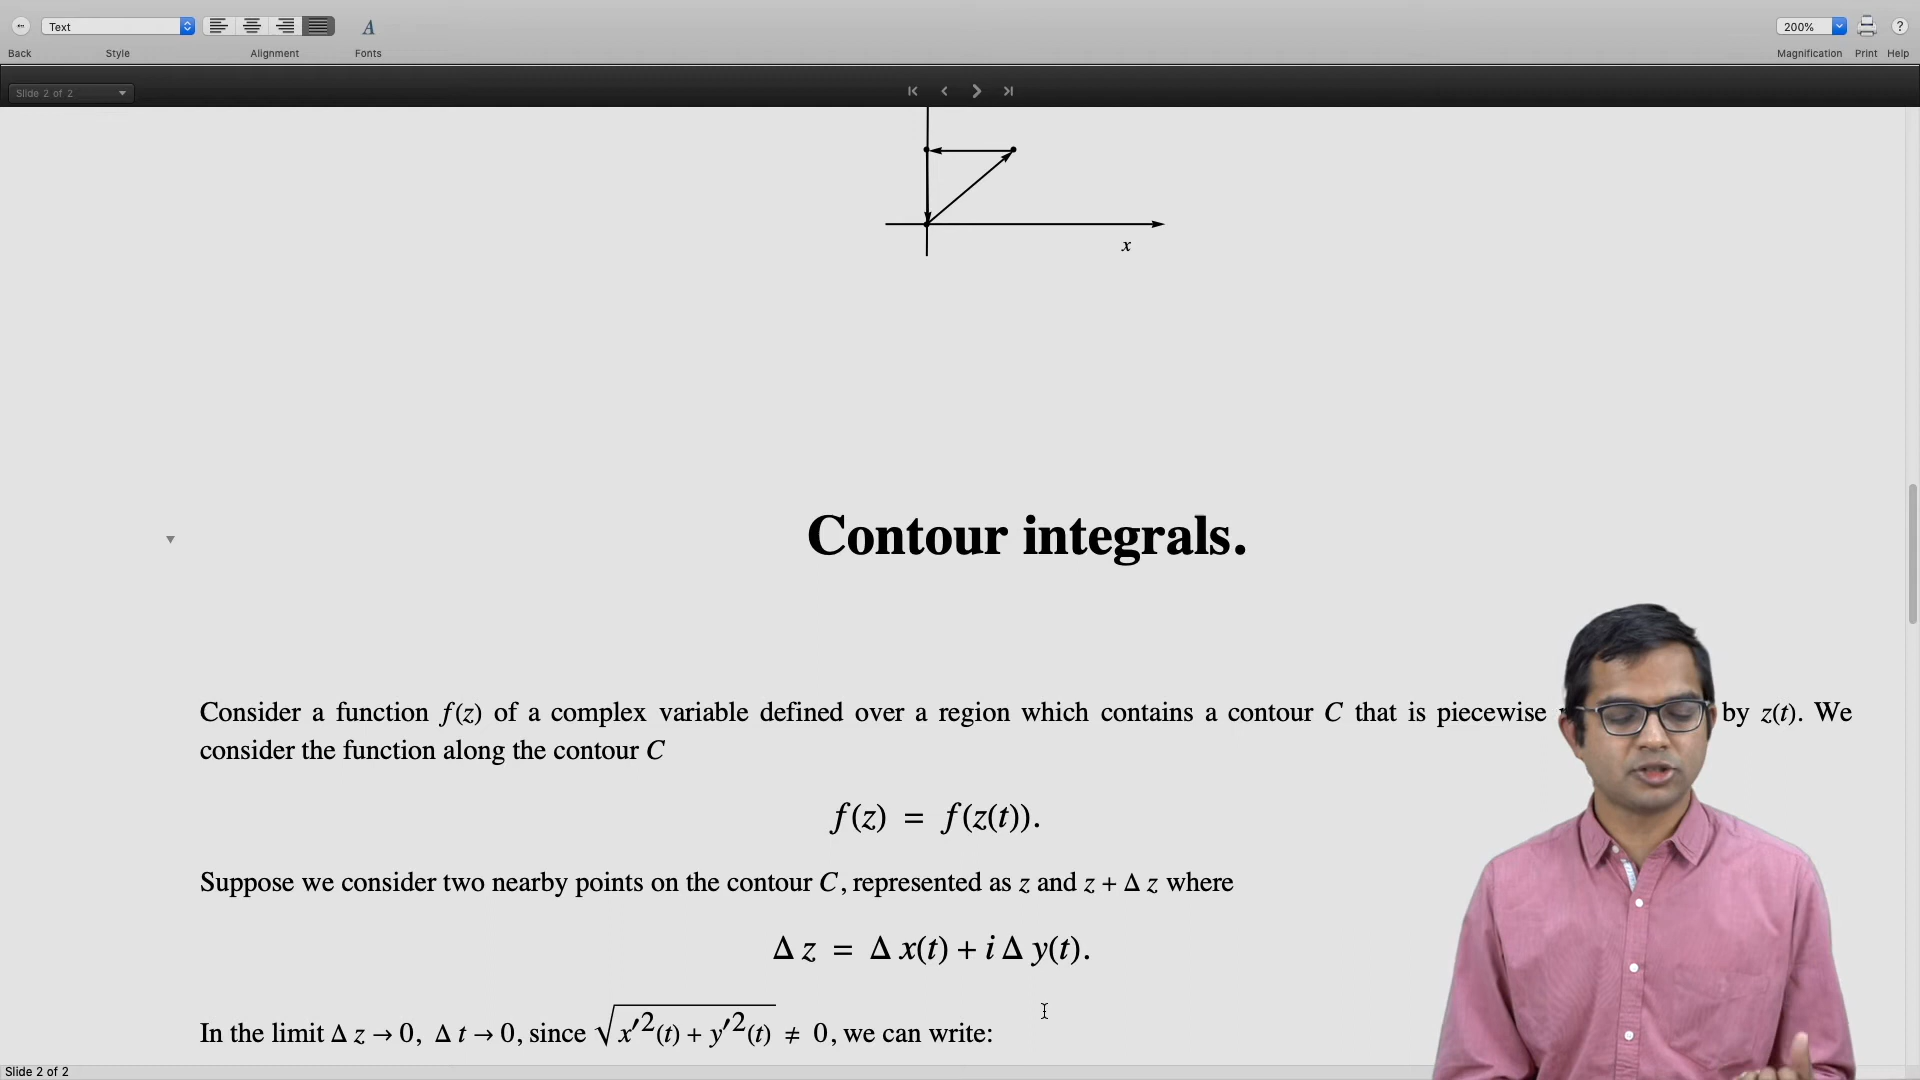 Text
200%
Back Style Alignment Fonts Magnification Print Help
Slide 2 of 2
x
Contour integrals.
Consider a function f(z) of a complex variable defined over a region which contains a contour C that is piecewise by z(t). We
consider the function along the contour C
f(z) = f(z(t)).
Suppose we consider two nearby points on the contour C, represented as z and z + Δ z where
Δ z = Δ x(t) + i Δ y(t).
In the limit Δ z → 0, Δ t → 0, since √x′²(t) + y′²(t) ≠ 0, we can write:
Slide 2 of 2